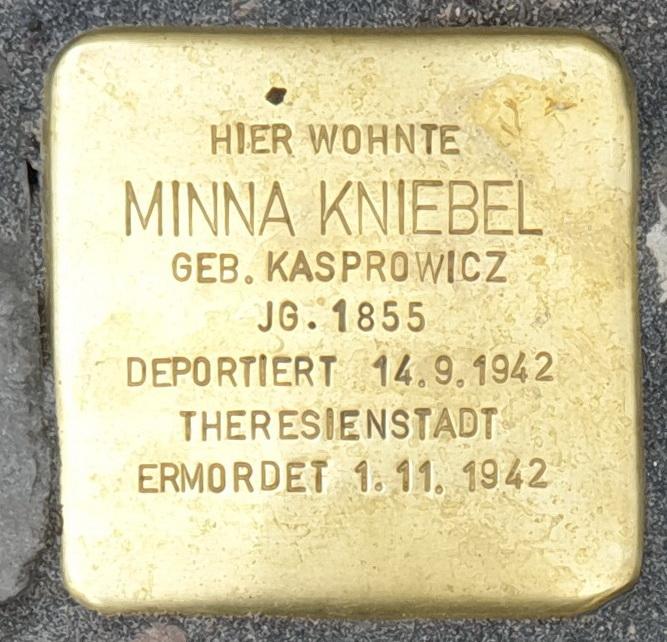 HIER WOHNTE
MINNA KNIEBEL
GEB. KASPROWICZ
JG. 1855
DEPORTIERT 14.9.1942
THERESIENSTADT
ERMORDET 1.11.1942